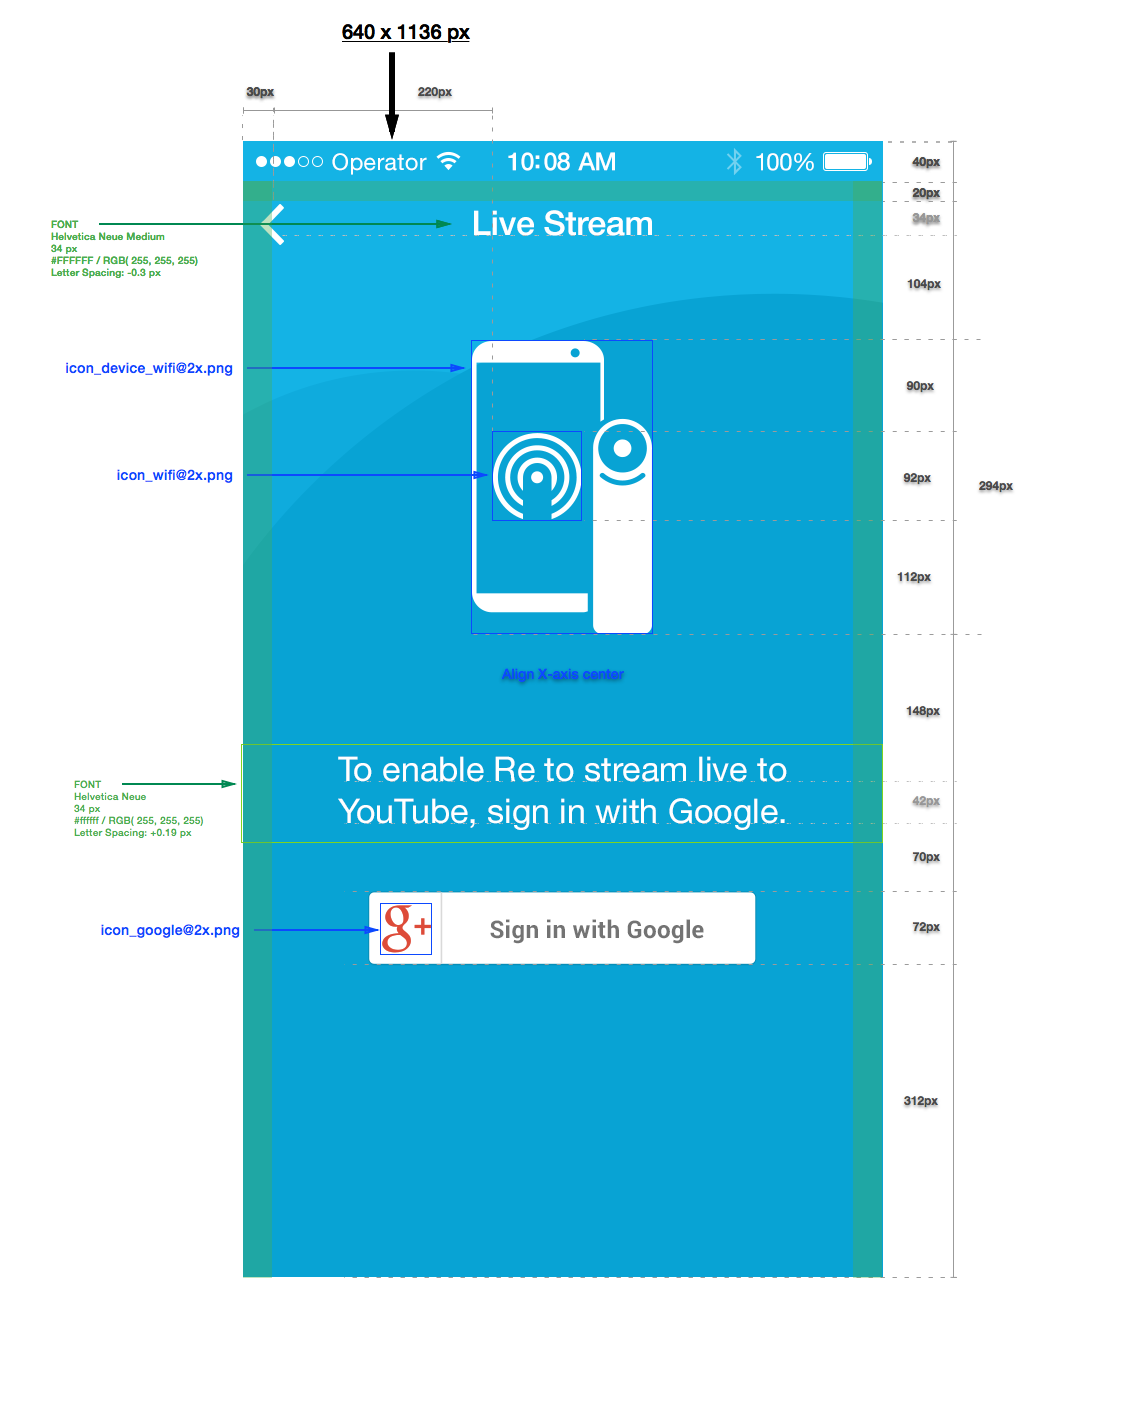 640 x 1136 px
30px
220px
Operator
10:08 AM
100%
40px
20px
Live Stream
34px
FONT
Helvetica Neue Medium
34 px
#FFFFFF / RGB( 255, 255, 255)
Letter Spacing: -0.3 px
104px
icon_device_wifi@2x.png
90px
icon_wifi@2x.png
92px
294px
112px
Align X-axis center
148px
To enable Re to stream live to
YouTube, sign in with Google.
FONT
Helvetica Neue
34 px
#ffffff / RGB( 255, 255, 255)
Letter Spacing: +0.19 px
42px
70px
icon_google@2x.png
g+
Sign in with Google
72px
312px